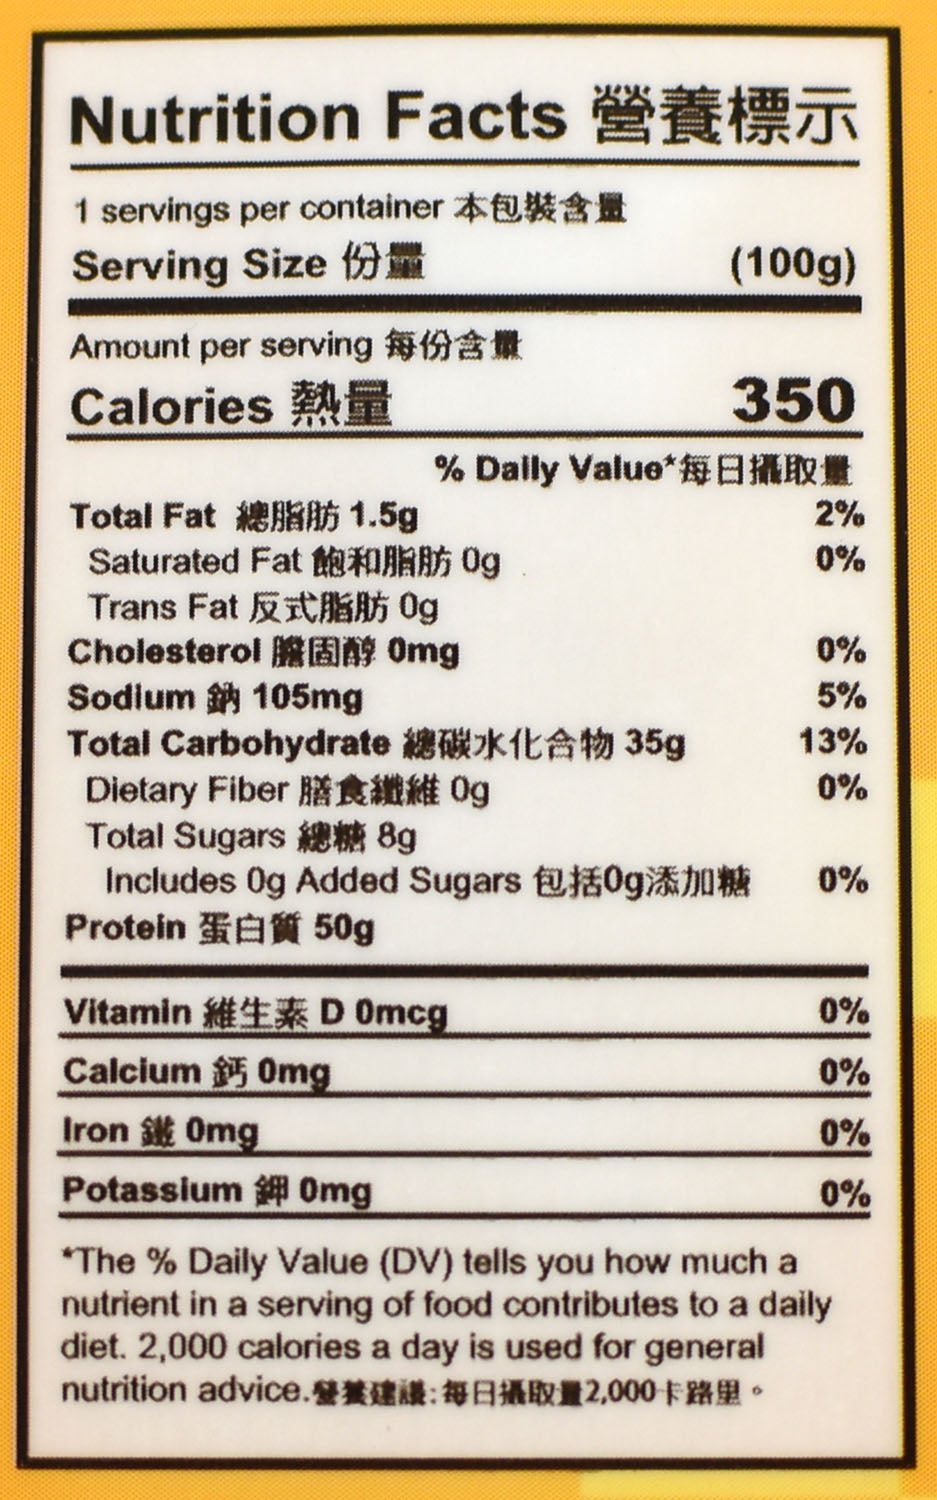 Nutrition Facts 營養標示
1 servings per container 本包裝含量
Serving Size 份量 (100g)
Amount per serving 每份含量
Calories 熱量 350
% Daily Value*每日攝取量
Total Fat 總脂肪 1.5g 2%
Saturated Fat 飽和脂肪 0g 0%
Trans Fat 反式脂肪 0g
Cholesterol 膽固醇 0mg 0%
Sodium 鈉 105mg 5%
Total Carbohydrate 總碳水化合物 35g 13%
Dietary Fiber 膳食纖維 0g 0%
Total Sugars 總糖 8g
Includes 0g Added Sugars 包括0g添加糖 0%
Protein 蛋白質 50g
Vitamin 維生素 D 0mcg 0%
Calcium 鈣 0mg 0%
Iron 鐵 0mg 0%
Potassium 鉀 0mg 0%
*The % Daily Value (DV) tells you how much a
nutrient in a serving of food contributes to a daily
diet. 2,000 calories a day is used for general
nutrition advice.營養建議:每日攝取量2,000卡路里。